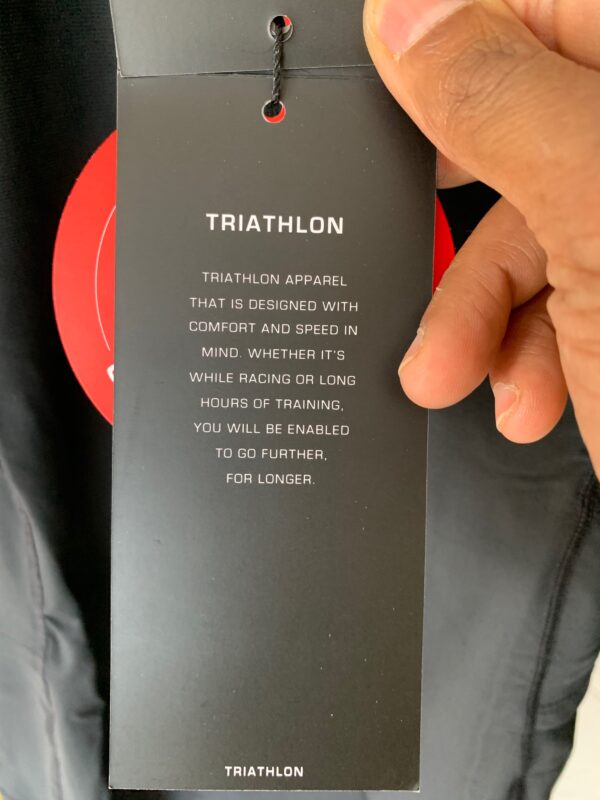 TRIATHLON
TRIATHLON APPAREL
THAT IS DESIGNED WITH
COMFORT AND SPEED IN
MIND. WHETHER IT'S
WHILE RACING OR LONG
HOURS OF TRAINING,
YOU WILL BE ENABLED
TO GO FURTHER,
FOR LONGER.
TRIATHLON